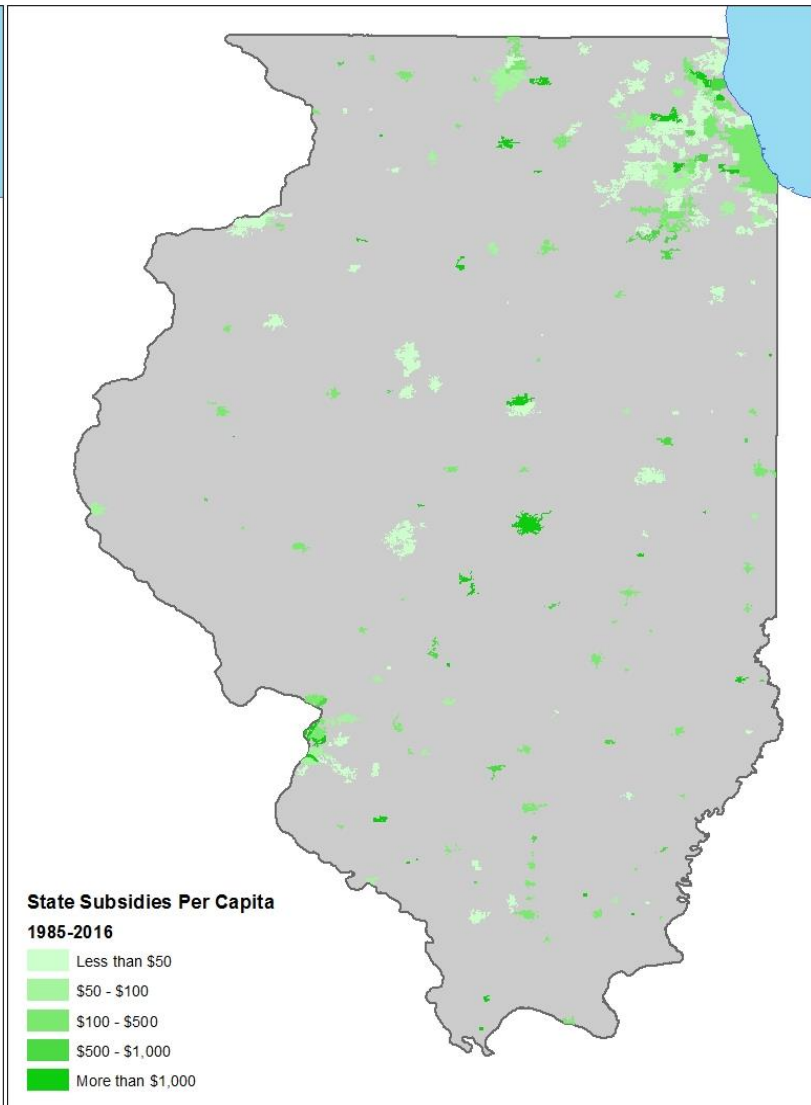 State Subsidies Per Capita
1985-2016
Less than $50
$50 - $100
$100 - $500
$500 - $1,000
More than $1,000